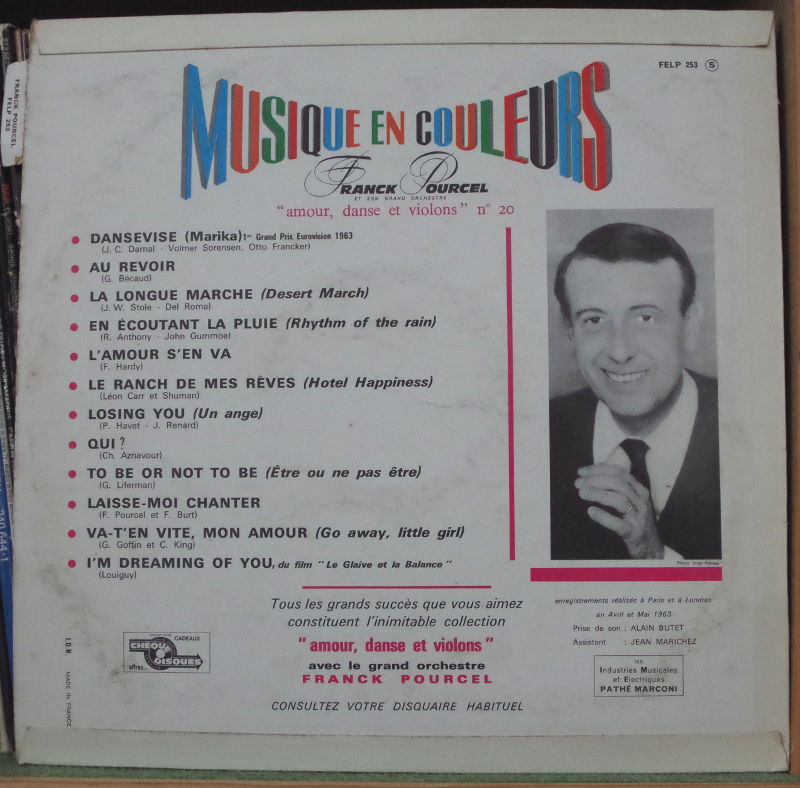 FELP 253 S
FRANCK POURCEL
FELP 253
MUSIQUE EN COULEURS
FRANCK POURCEL
ET SON GRAND ORCHESTRE
"amour, danse et violons" n° 20
DANSEVISE (Marika) 1er Grand Prix Eurovision 1963
(J. C. Darnal - Volmer Sorensen, Otto Francker)
AU REVOIR
(G. Bécaud)
LA LONGUE MARCHE (Desert March)
(J. W. Stole - Del Roma)
EN ÉCOUTANT LA PLUIE (Rhythm of the rain)
(R. Anthony - John Gummoe)
L'AMOUR S'EN VA
(F. Hardy)
LE RANCH DE MES RÊVES (Hotel Happiness)
(Léon Carr et Shuman)
LOSING YOU (Un ange)
(P. Havet - J. Renard)
QUI ?
(Ch. Aznavour)
TO BE OR NOT TO BE (Être ou ne pas être)
(G. Liferman)
LAISSE-MOI CHANTER
(F. Pourcel et F. Burt)
VA-T'EN VITE, MON AMOUR (Go away, little girl)
(G. Goffin et C. King)
I'M DREAMING OF YOU, du film "Le Glaive et la Balance"
(Louiguy)
Photo
Tous les grands succès que vous aimez
constituent l'inimitable collection
"amour, danse et violons"
avec le grand orchestre
FRANCK POURCEL
CONSULTEZ VOTRE DISQUAIRE HABITUEL
enregistrements réalisés à Paris et à Londres
en Avril et Mai 1963
Prise de son : ALAIN BUTET
Assistant : JEAN MARICHEZ
les
Industries Musicales
et Electriques
PATHÉ MARCONI
CADEAUX
CHÈQUE
DISQUES
offrez...
I.D.N
MADE IN FRANCE
240 644-1